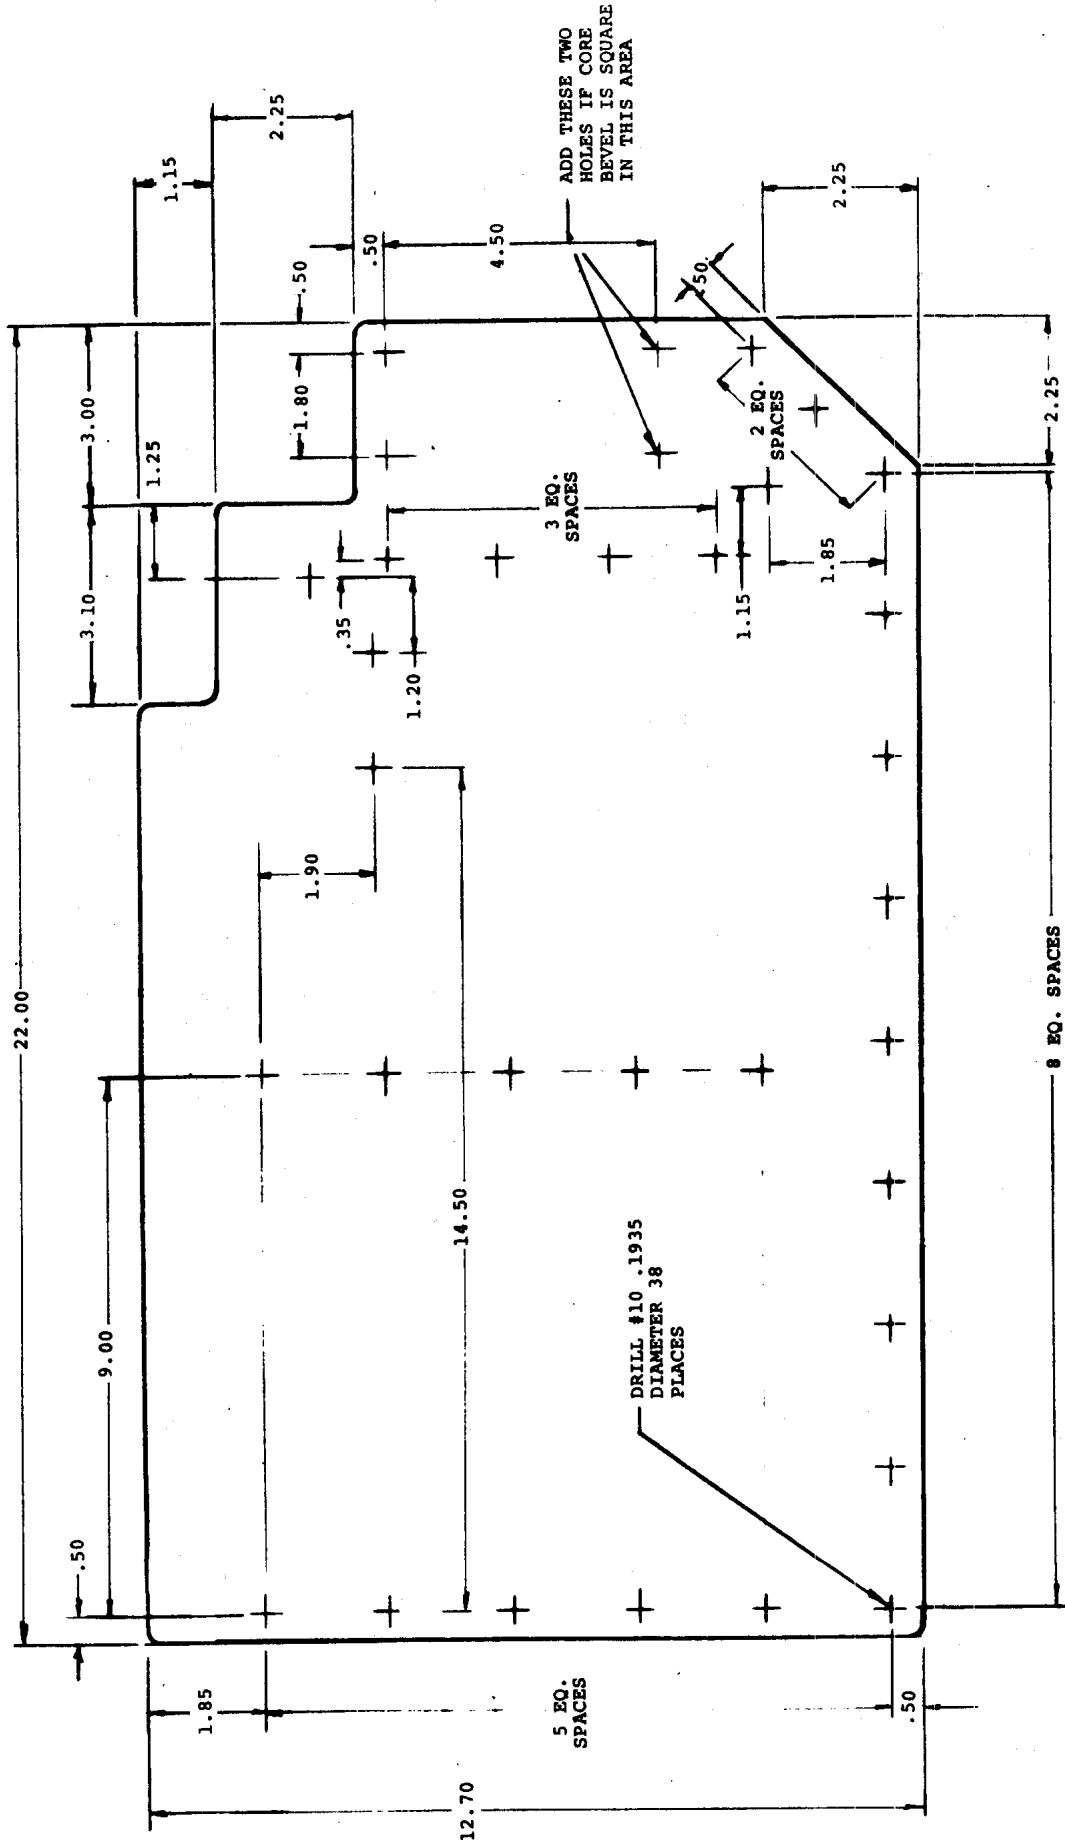 22.00
3.00
1.25
3.10
9.00
.50
1.15
2.25
.50
1.80
.50
4.50
ADD THESE TWO
HOLES IF CORE
BEVEL IS SQUARE
IN THIS AREA
.35
1.20
3 EQ.
SPACES
2 EQ.
SPACES
.50
2.25
1.15
1.85
2.25
1.90
14.50
DRILL #10 .1935
DIAMETER 38
PLACES
8 EQ. SPACES
1.85
5 EQ.
SPACES
.50
12.70